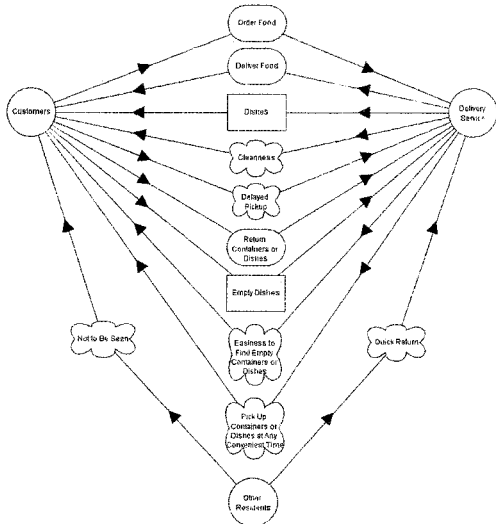 Order Food
Deliver Food
Customers
Dishes
Delivery
Service
Cleanness
Delayed
Pickup
Return
Containers or
Dishes
Empty Dishes
Not to Be Seen
Easiness to
Find Empty
Containers or
Dishes
Quick Return
Pick Up
Containers or
Dishes at Any
Convenient Time
Other
Residents